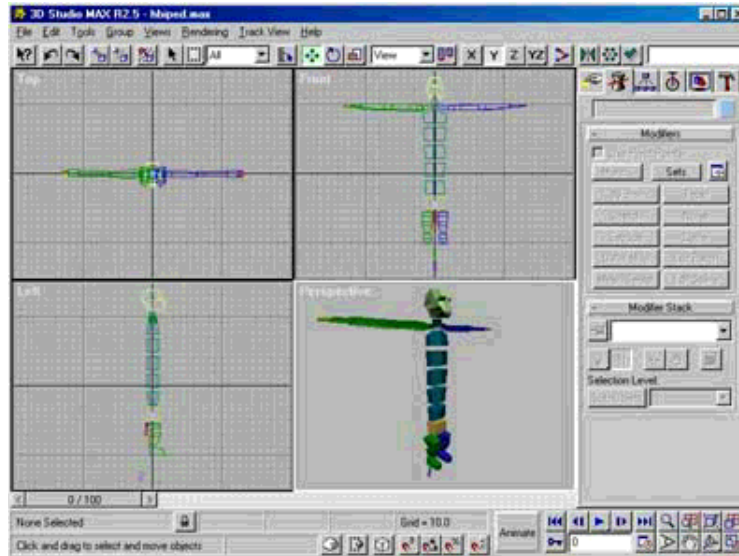 3D Studio MAX R2.5 - hbiped.max
File Edit Tools Group Views Rendering Track View Help
All
View
X Y Z YZ
Top
Front
Modifiers
Sets
Left
Perspective
Modifier Stack
Selection Level:
0 / 100
None Selected
Grid = 10.0
Animate
Click and drag to select and move objects
0